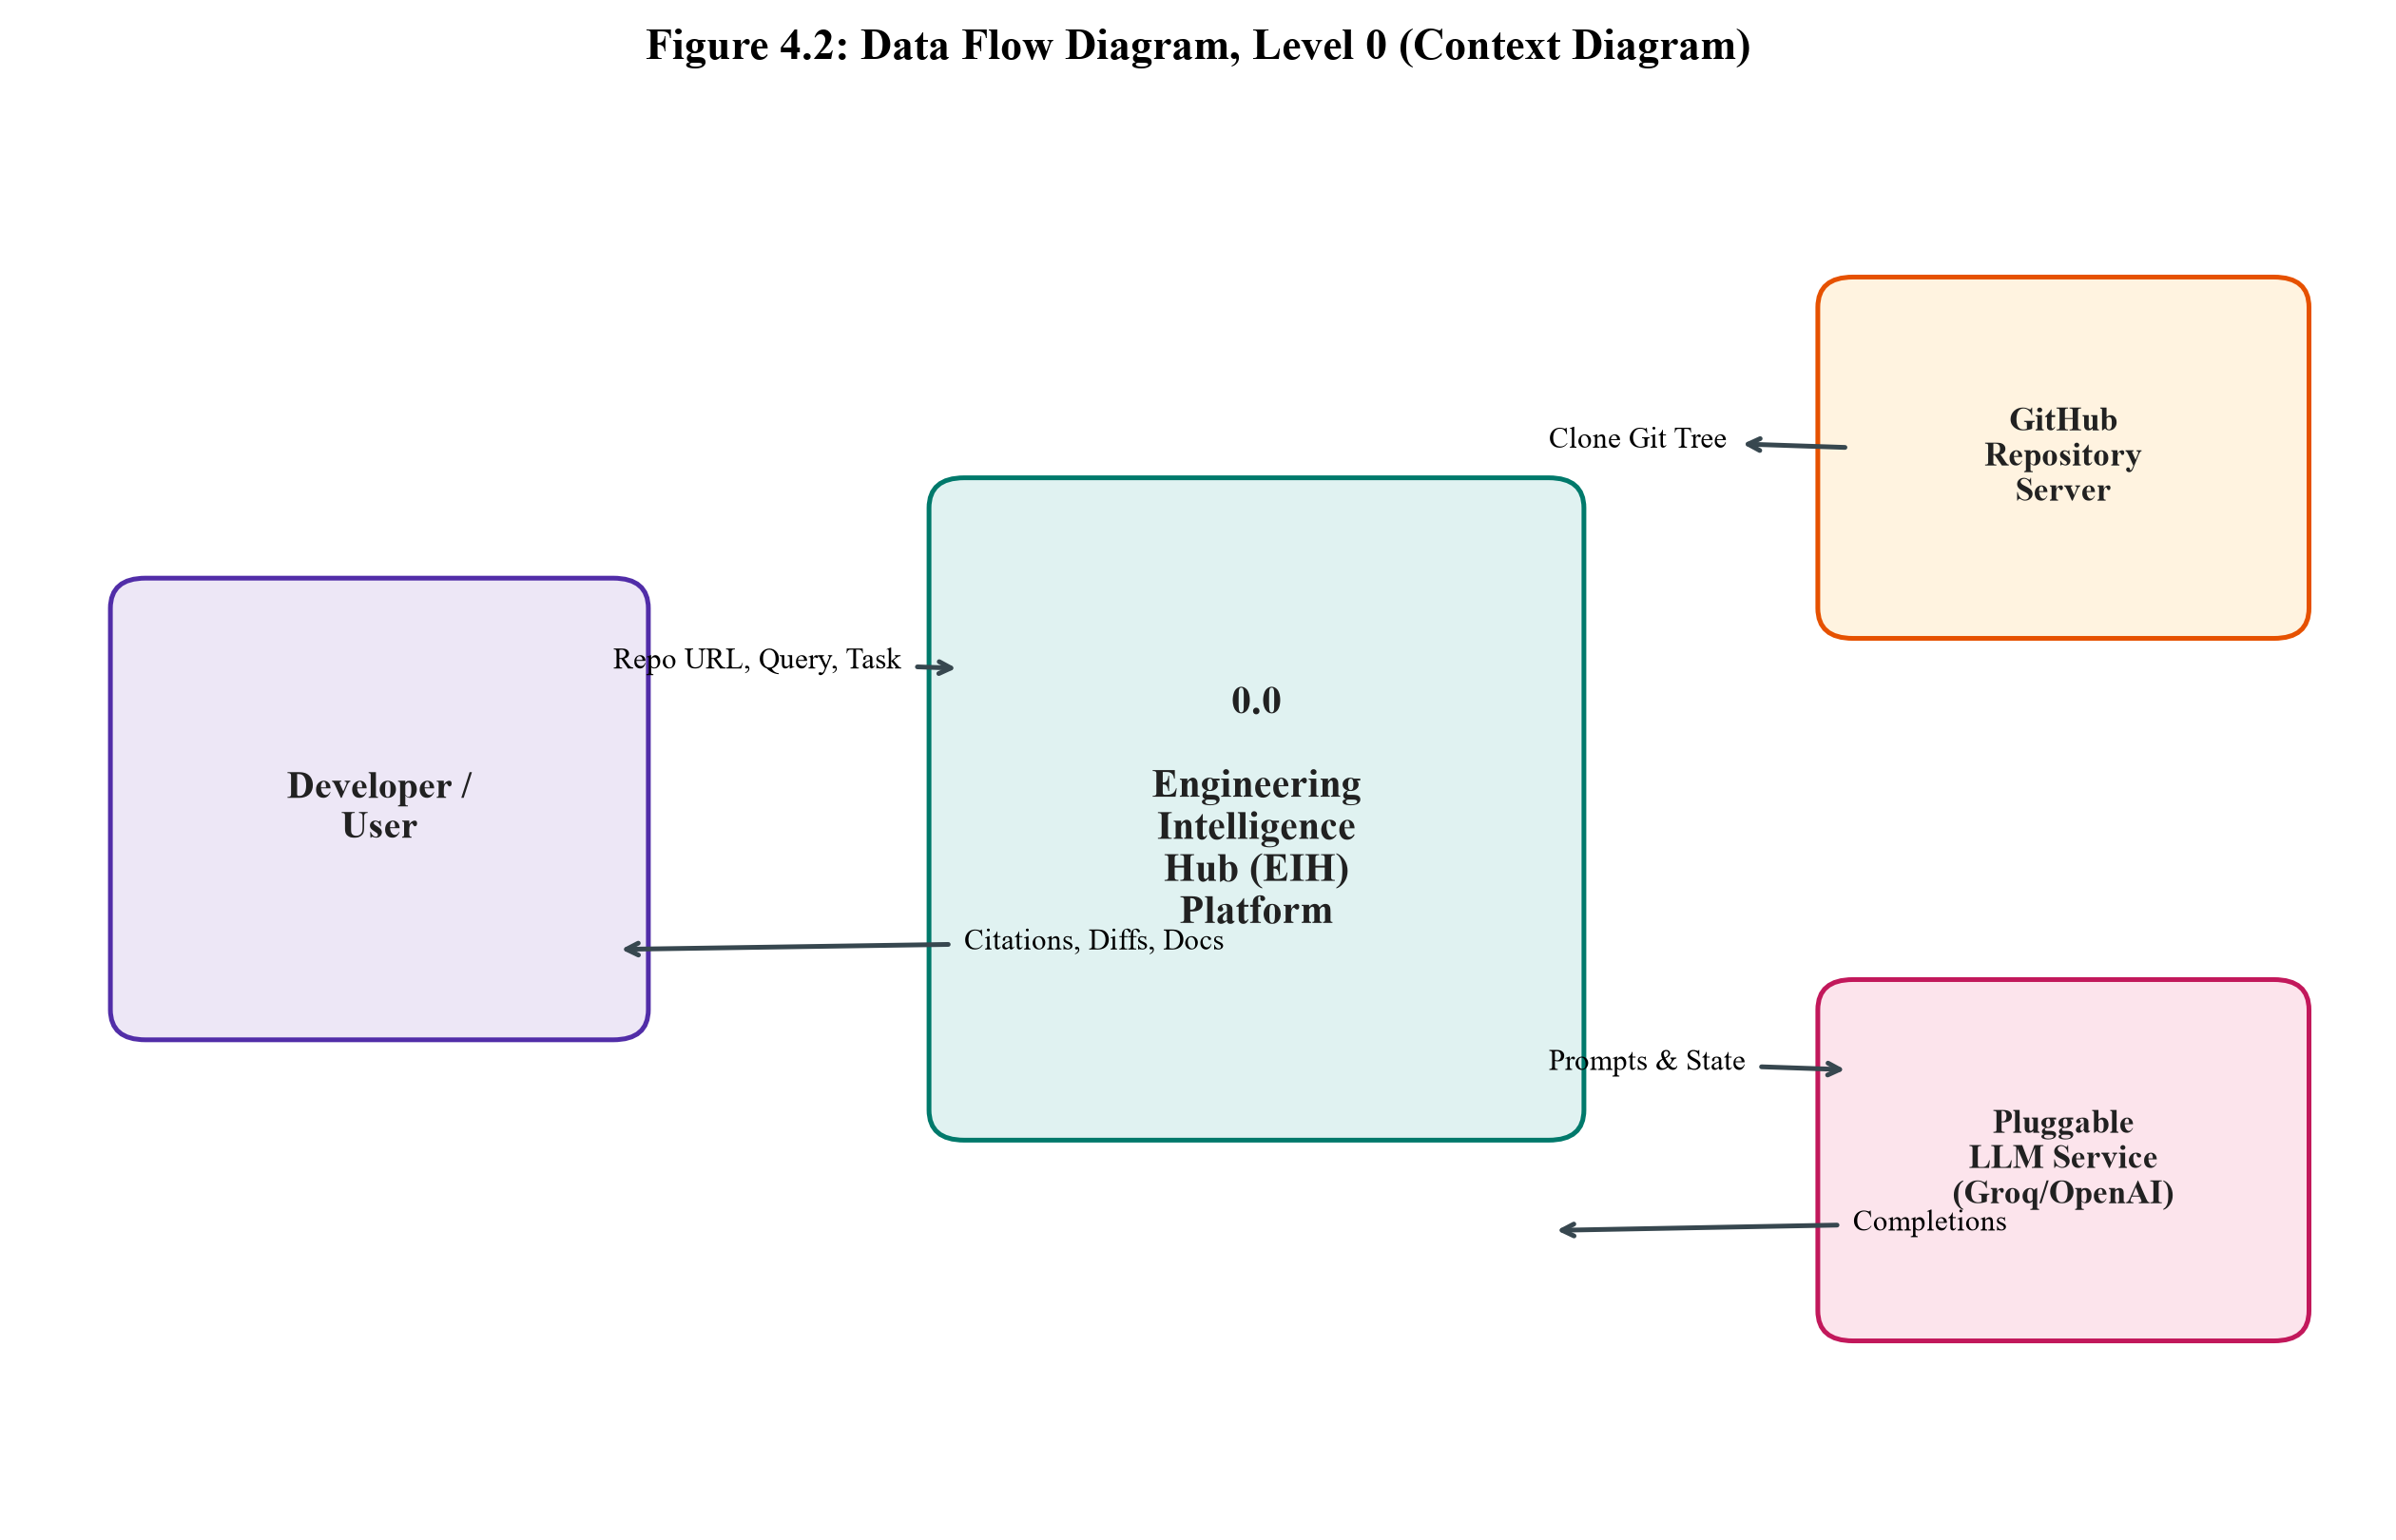 Figure 4.2: Data Flow Diagram, Level 0 (Context Diagram)
Developer /
User
Repo URL, Query, Task
Citations, Diffs, Docs
0.0
Engineering
Intelligence
Hub (EIH)
Platform
Clone Git Tree
GitHub
Repository
Server
Prompts & State
Pluggable
LLM Service
(Groq/OpenAI)
Completions